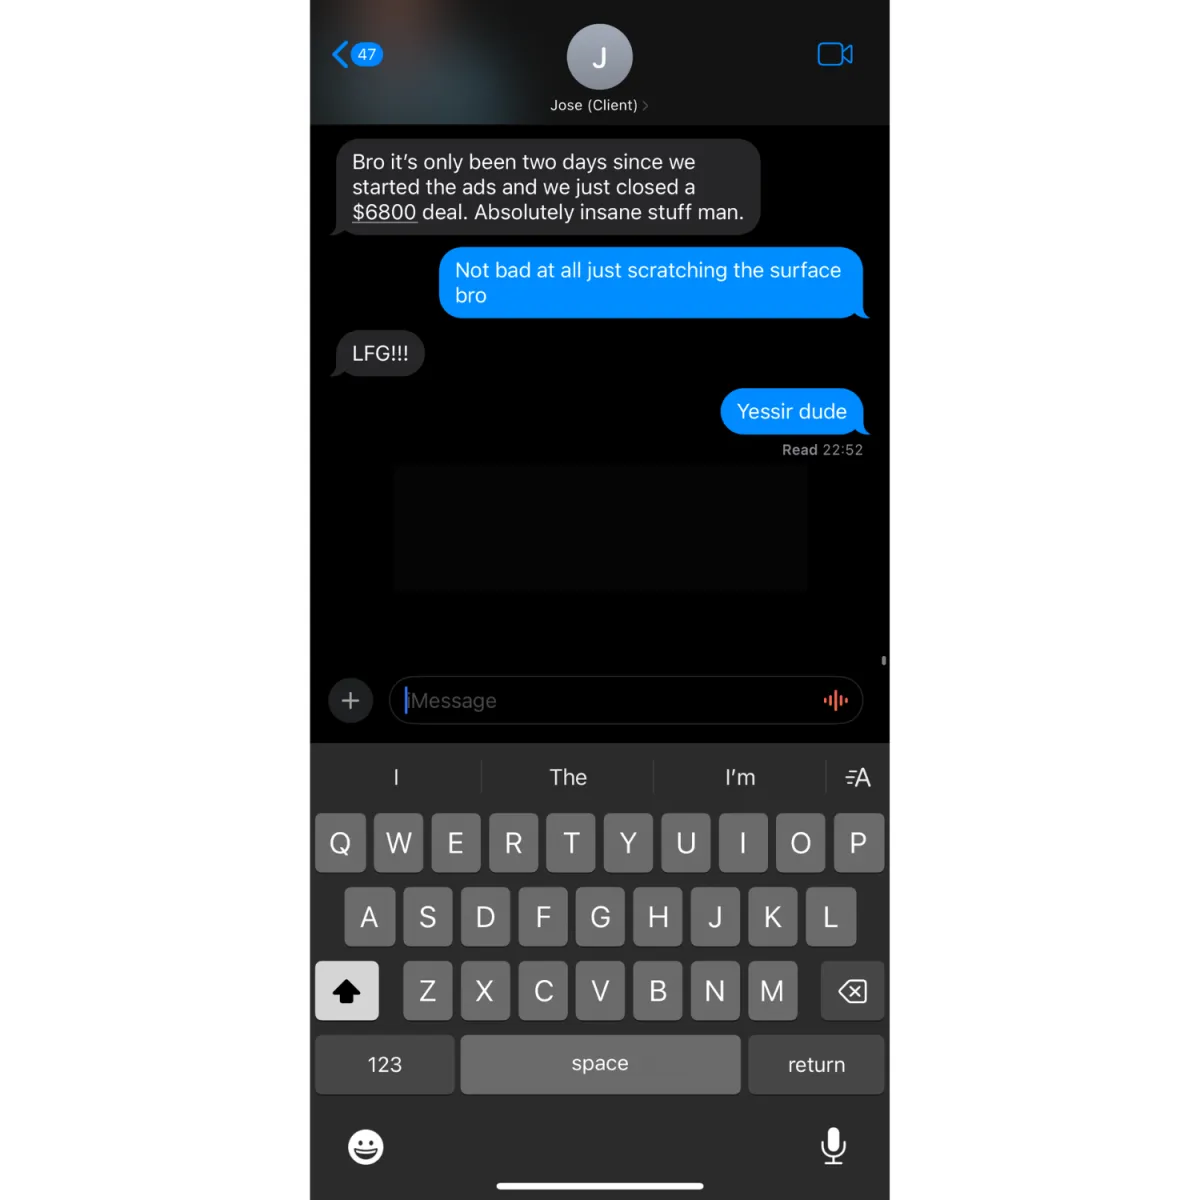 47
J
Jose (Client)
Bro it’s only been two days since we
started the ads and we just closed a
$6800 deal. Absolutely insane stuff man.
Not bad at all just scratching the surface
bro
LFG!!!
Yessir dude
Read 22:52
iMessage
I The I’m A
Q W E R T Y U I O P
A S D F G H J K L
Z X C V B N M
123 space return